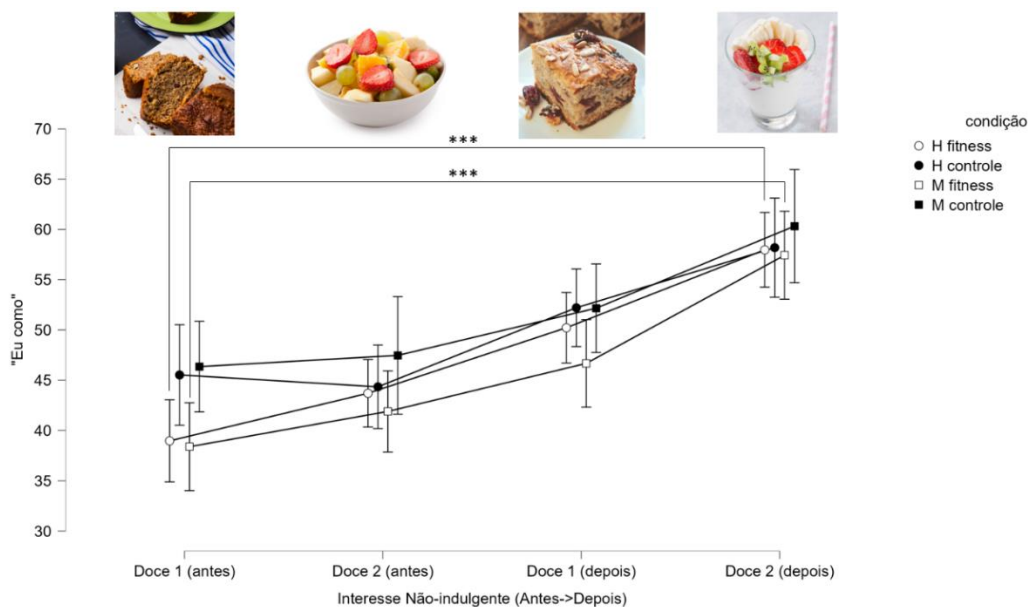 condição
H fitness
H controle
M fitness
M controle
***
***
70
65
60
55
50
45
40
35
30
"Eu como"
Doce 1 (antes)
Doce 2 (antes)
Doce 1 (depois)
Doce 2 (depois)
Interesse Não-indulgente (Antes->Depois)